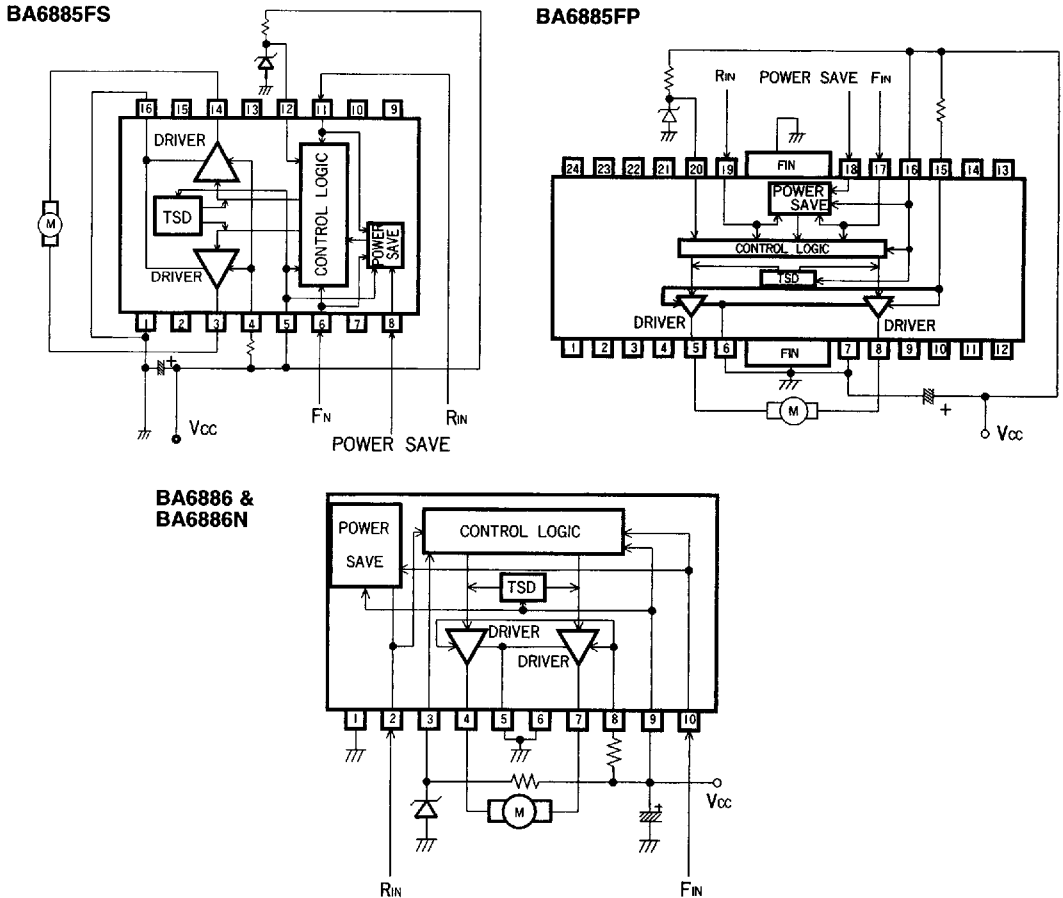 BA6885FS
16 15 14 13 12 11 10 9
DRIVER
TSD
CONTROL LOGIC
POWER SAVE
M
DRIVER
1 2 3 4 5 6 7 8
+
VCC
FN
RIN
POWER SAVE
BA6885FP
RIN POWER SAVE FIN
24 23 22 21 20 19 FIN 18 17 16 15 14 13
POWER
SAVE
CONTROL LOGIC
TSD
DRIVER DRIVER
1 2 3 4 5 6 FIN 7 8 9 10 11 12
M
+
VCC
BA6886 &
BA6886N
POWER
SAVE
CONTROL LOGIC
TSD
DRIVER
DRIVER
1 2 3 4 5 6 7 8 9 10
M
+
VCC
RIN FIN